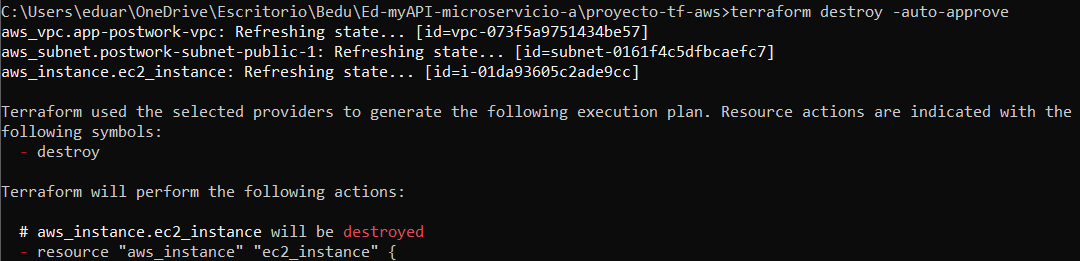 C:\Users\eduar\OneDrive\Escritorio\Bedu\Ed-myAPI-microservicio-a\proyecto-tf-aws>terraform destroy -auto-approve
aws_vpc.app-postwork-vpc: Refreshing state... [id=vpc-073f5a9751434be57]
aws_subnet.postwork-subnet-public-1: Refreshing state... [id=subnet-0161f4c5dfbcaefc7]
aws_instance.ec2_instance: Refreshing state... [id=i-01da93605c2ade9cc]
Terraform used the selected providers to generate the following execution plan. Resource actions are indicated with the
following symbols:
- destroy
Terraform will perform the following actions:
# aws_instance.ec2_instance will be destroyed
- resource "aws_instance" "ec2_instance" {